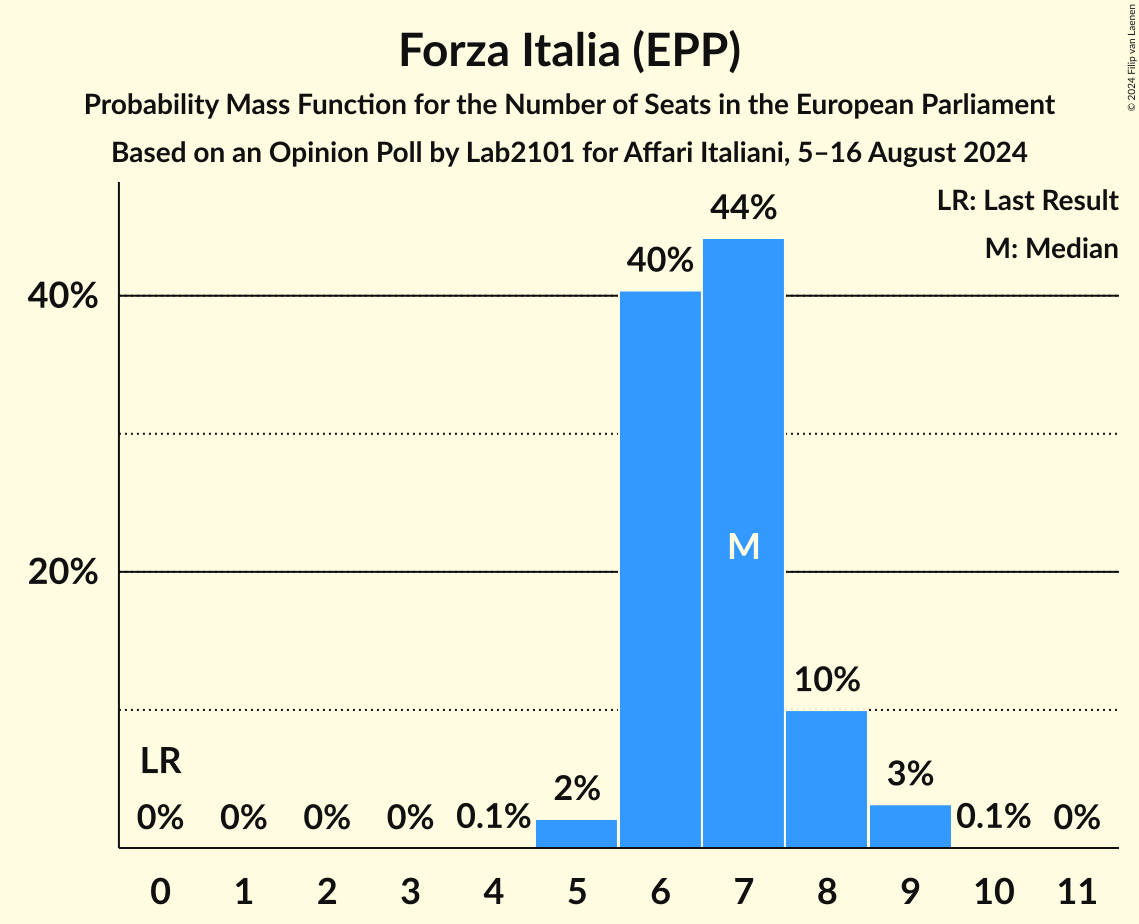 Forza Italia (EPP)
Probability Mass Function for the Number of Seats in the European Parliament
Based on an Opinion Poll by Lab2101 for Affari Italiani, 5–16 August 2024
© 2024 Filip van Laenen
LR: Last Result
M: Median
44%
40%
40%
M
20%
10%
LR
3%
2%
0% 0% 0% 0% 0.1% 0.1% 0%
0 1 2 3 4 5 6 7 8 9 10 11